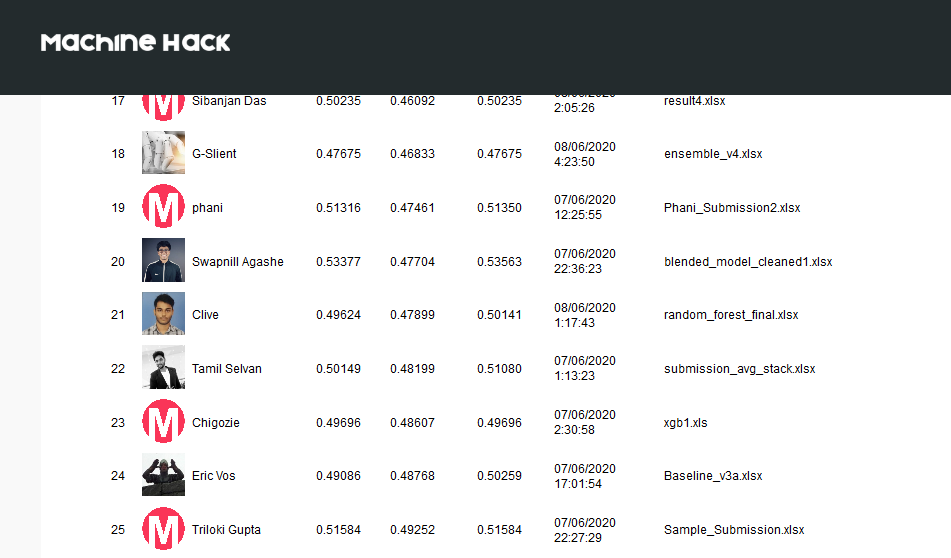 Machine Hack
17 Sibanjan Das 0.50235 0.46092 0.50235 2:05:26 result4.xlsx
18 G-Slient 0.47675 0.46833 0.47675 08/06/2020 4:23:50 ensemble_v4.xlsx
19 M phani 0.51316 0.47461 0.51350 07/06/2020 12:25:55 Phani_Submission2.xlsx
20 Swapnill Agashe 0.53377 0.47704 0.53563 07/06/2020 22:36:23 blended_model_cleaned1.xlsx
21 Clive 0.49624 0.47899 0.50141 08/06/2020 1:17:43 random_forest_final.xlsx
22 Tamil Selvan 0.50149 0.48199 0.51080 07/06/2020 1:13:23 submission_avg_stack.xlsx
23 M Chigozie 0.49696 0.48607 0.49696 07/06/2020 2:30:58 xgb1.xls
24 Eric Vos 0.49086 0.48768 0.50259 07/06/2020 17:01:54 Baseline_v3a.xlsx
25 M Triloki Gupta 0.51584 0.49252 0.51584 07/06/2020 22:27:29 Sample_Submission.xlsx